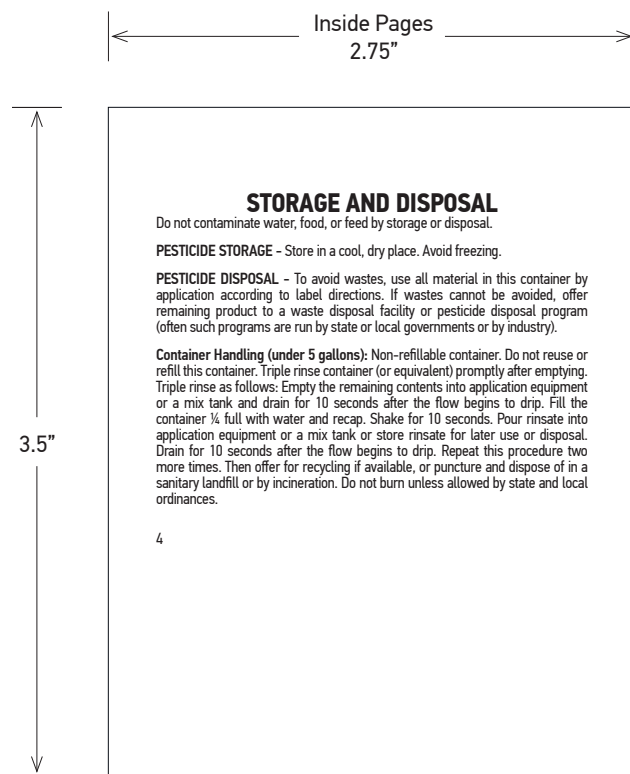 Inside Pages
2.75”
3.5”
STORAGE AND DISPOSAL
Do not contaminate water, food, or feed by storage or disposal.
PESTICIDE STORAGE - Store in a cool, dry place. Avoid freezing.
PESTICIDE DISPOSAL - To avoid wastes, use all material in this container by
application according to label directions. If wastes cannot be avoided, offer
remaining product to a waste disposal facility or pesticide disposal program
(often such programs are run by state or local governments or by industry).
Container Handling (under 5 gallons): Non-refillable container. Do not reuse or
refill this container. Triple rinse container (or equivalent) promptly after emptying.
Triple rinse as follows: Empty the remaining contents into application equipment
or a mix tank and drain for 10 seconds after the flow begins to drip. Fill the
container ¼ full with water and recap. Shake for 10 seconds. Pour rinsate into
application equipment or a mix tank or store rinsate for later use or disposal.
Drain for 10 seconds after the flow begins to drip. Repeat this procedure two
more times. Then offer for recycling if available, or puncture and dispose of in a
sanitary landfill or by incineration. Do not burn unless allowed by state and local
ordinances.
4